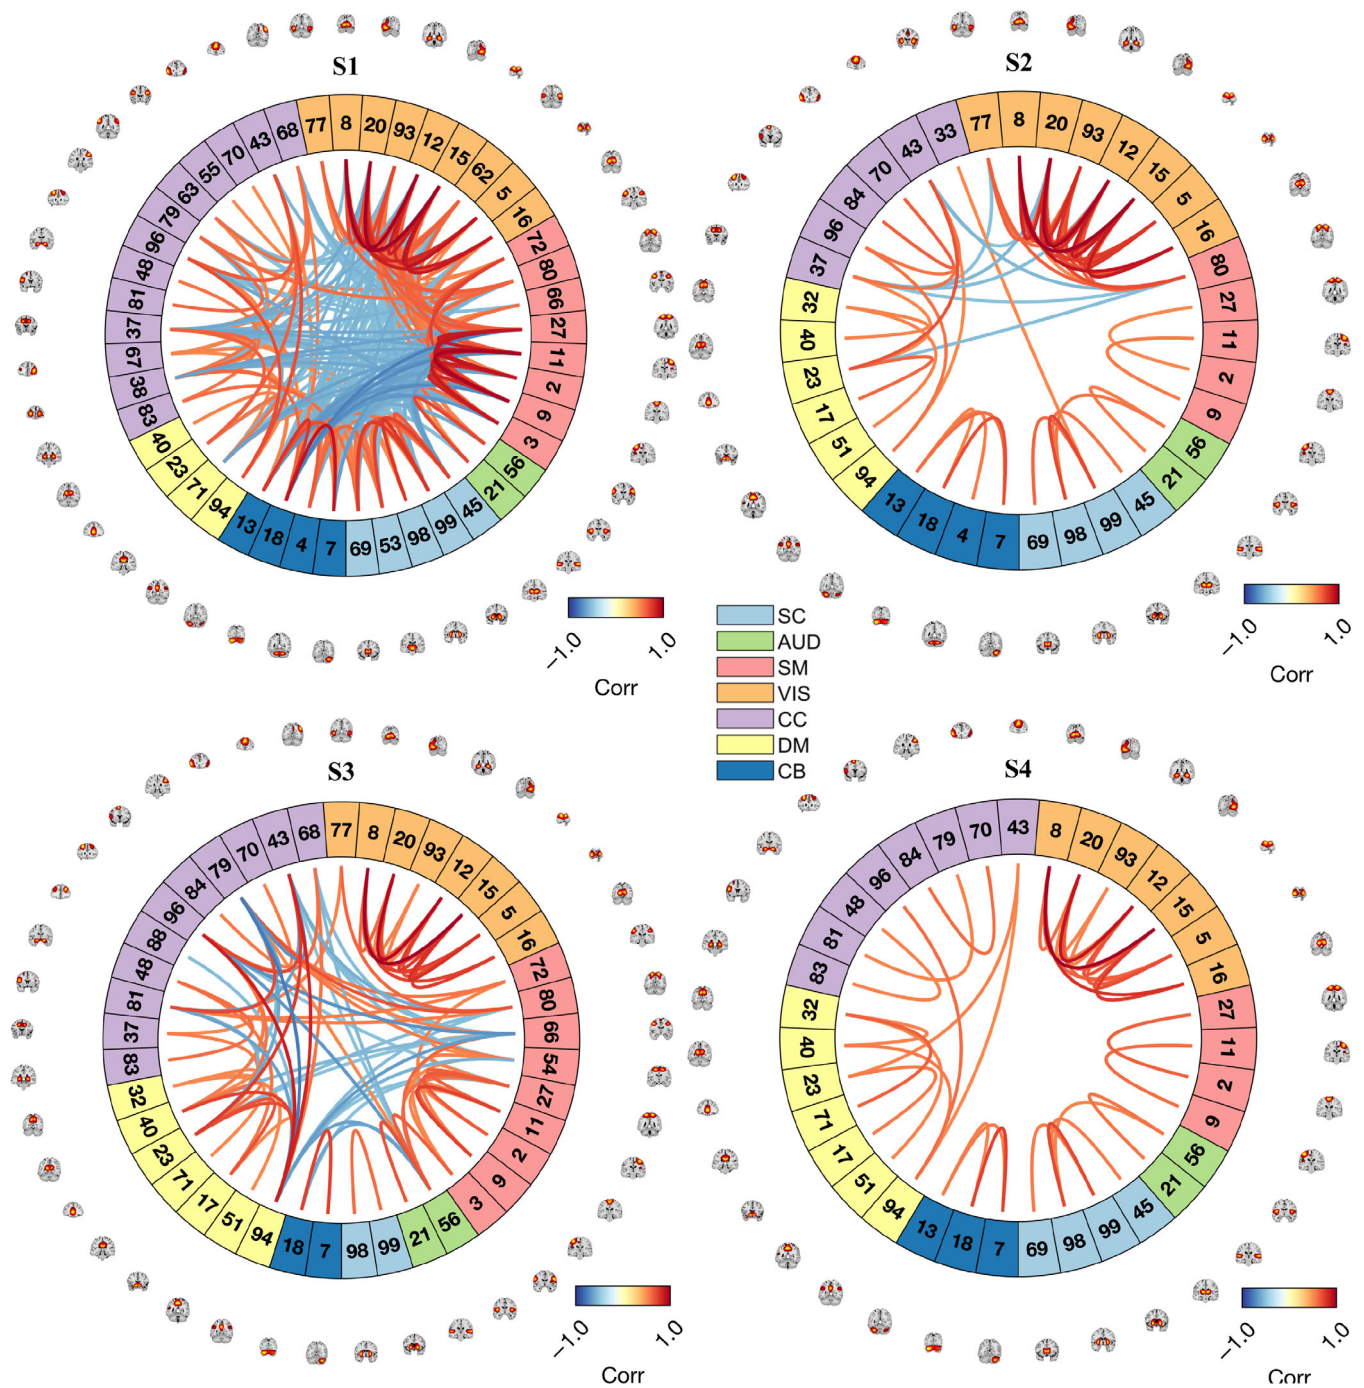 S1
77 8 20 93 12 15 62 5 16 72 80 66 27 11 2 9 3 56 21 45 99 98 53 69 7 4 18 13 94 71 23 40 83 38 67 37 81 48 96 79 63 55 70 43 68
-1.0 1.0
Corr
S2
77 8 20 93 12 15 5 16 80 27 11 2 9 56 21 45 99 98 69 7 4 18 13 94 51 17 23 40 32 37 96 84 70 43 33
-1.0 1.0
Corr
SC
AUD
SM
VIS
CC
DM
CB
S3
77 8 20 93 12 15 5 16 72 80 66 54 27 11 2 9 3 56 21 99 98 7 18 94 51 17 71 23 40 32 83 37 81 48 88 96 84 79 70 43 68
-1.0 1.0
Corr
S4
43 8 20 93 12 15 5 16 27 11 2 9 56 21 45 99 98 69 7 18 13 94 51 17 71 23 40 32 83 81 48 96 84 79 70
-1.0 1.0
Corr